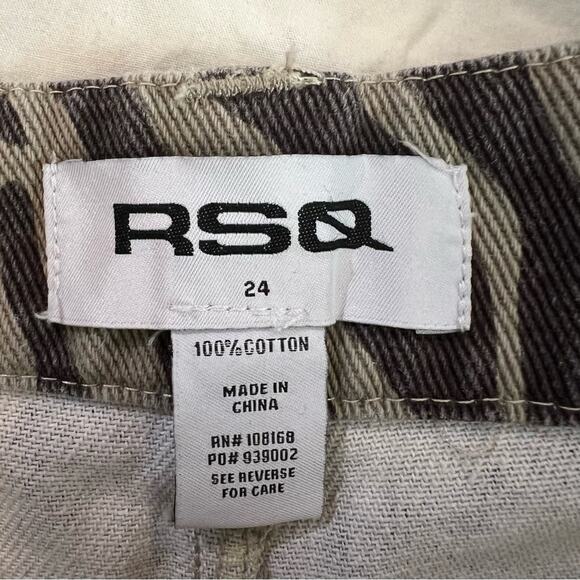 RSQ
24
100%COTTON
MADE IN
CHINA
RN# 108168
PO# 939002
SEE REVERSE
FOR CARE